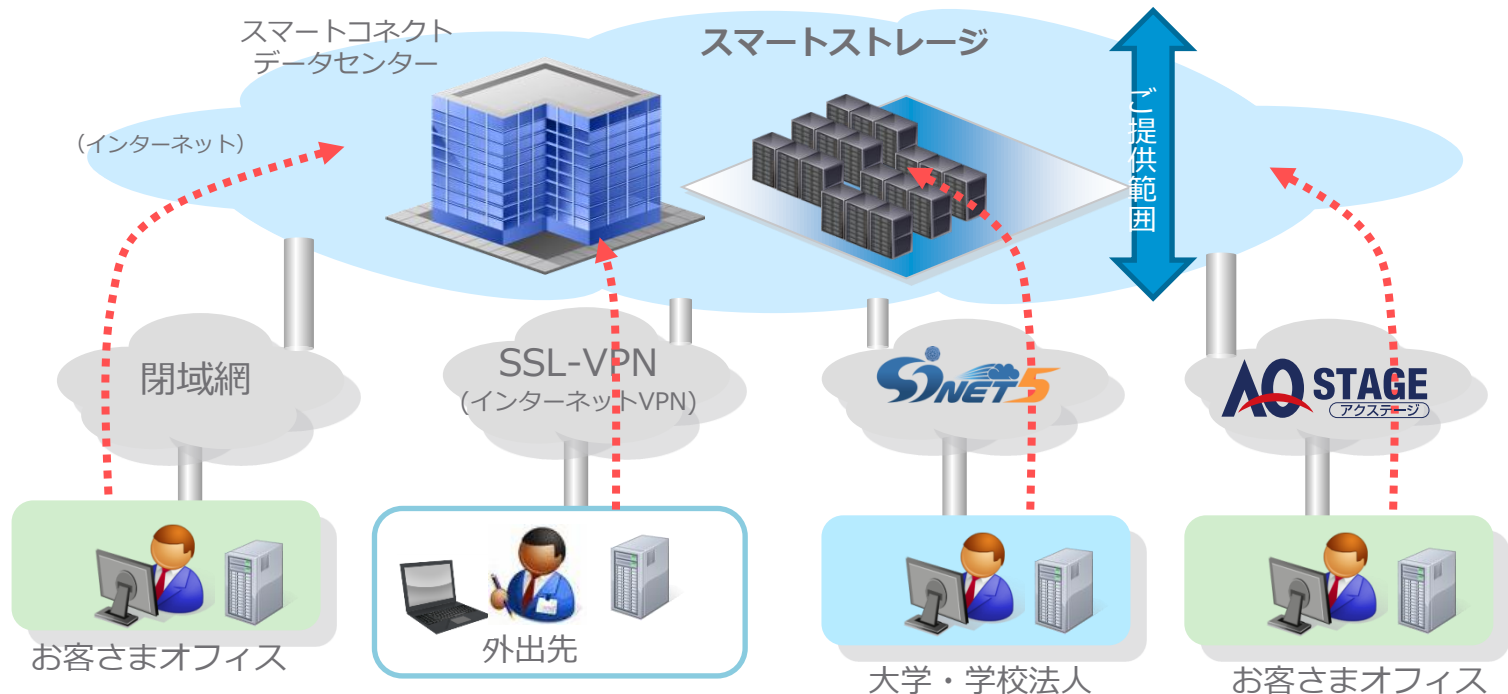 スマートコネクト
データセンター
スマートストレージ
ご提供範囲
（インターネット）
閉域網
SSL-VPN
(インターネットVPN)
SINET5
AQ STAGE
アクステージ
お客さまオフィス
外出先
大学・学校法人
お客さまオフィス